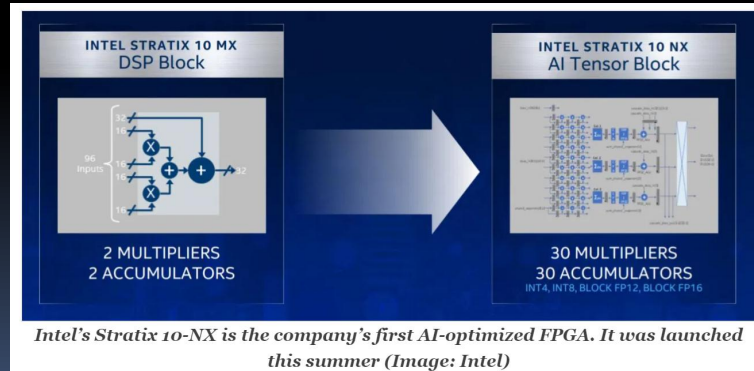 INTEL STRATIX 10 MX
DSP Block
32
16
16
96
Inputs
16
16
16
32
2 MULTIPLIERS
2 ACCUMULATORS
INTEL STRATIX 10 NX
AI Tensor Block
30 MULTIPLIERS
30 ACCUMULATORS
INT4, INT8, BLOCK FP12, BLOCK FP16
Intel's Stratix 10-NX is the company's first AI-optimized FPGA. It was launched
this summer (Image: Intel)